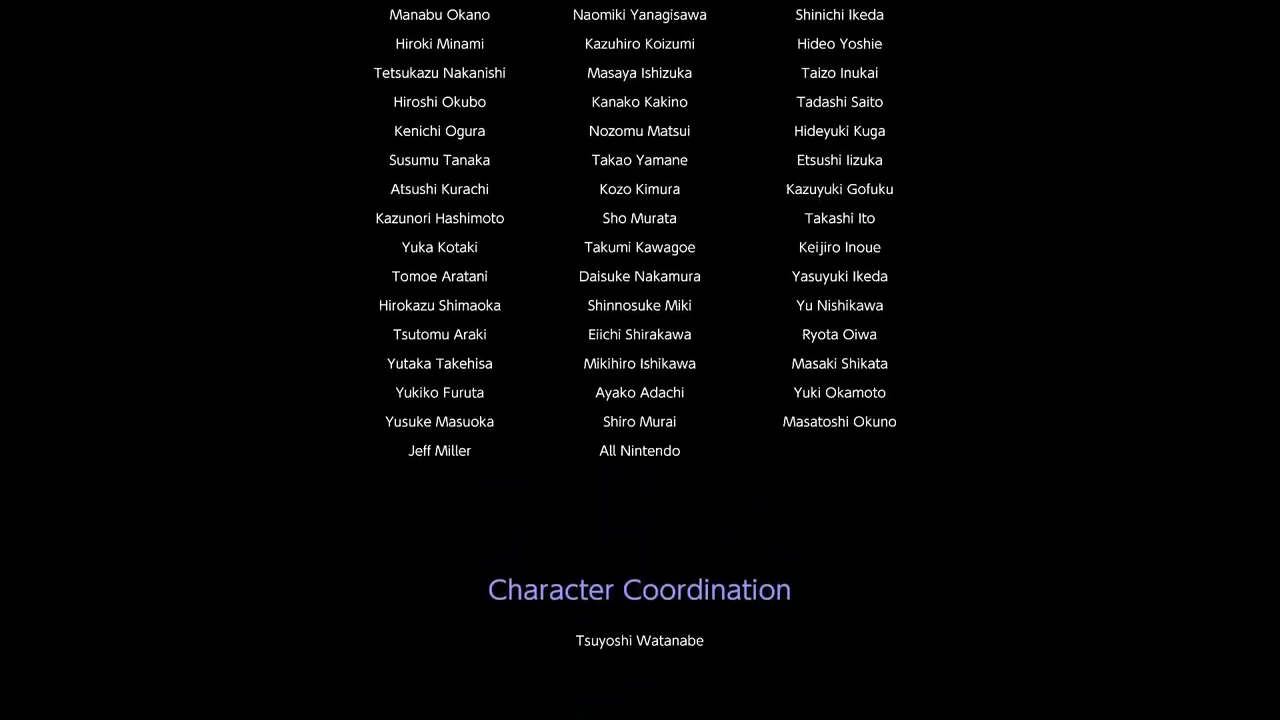 Manabu Okano Naomiki Yanagisawa Shinichi Ikeda
Hiroki Minami Kazuhiro Koizumi Hideo Yoshie
Tetsukazu Nakanishi Masaya Ishizuka Taizo Inukai
Hiroshi Okubo Kanako Kakino Tadashi Saito
Kenichi Ogura Nozomu Matsui Hideyuki Kuga
Susumu Tanaka Takao Yamane Etsushi Iizuka
Atsushi Kurachi Kozo Kimura Kazuyuki Gofuku
Kazunori Hashimoto Sho Murata Takashi Ito
Yuka Kotaki Takumi Kawagoe Keijiro Inoue
Tomoe Aratani Daisuke Nakamura Yasuyuki Ikeda
Hirokazu Shimaoka Shinnosuke Miki Yu Nishikawa
Tsutomu Araki Eiichi Shirakawa Ryota Oiwa
Yutaka Takehisa Mikihiro Ishikawa Masaki Shikata
Yukiko Furuta Ayako Adachi Yuki Okamoto
Yusuke Masuoka Shiro Murai Masatoshi Okuno
Jeff Miller All Nintendo
Character Coordination
Tsuyoshi Watanabe